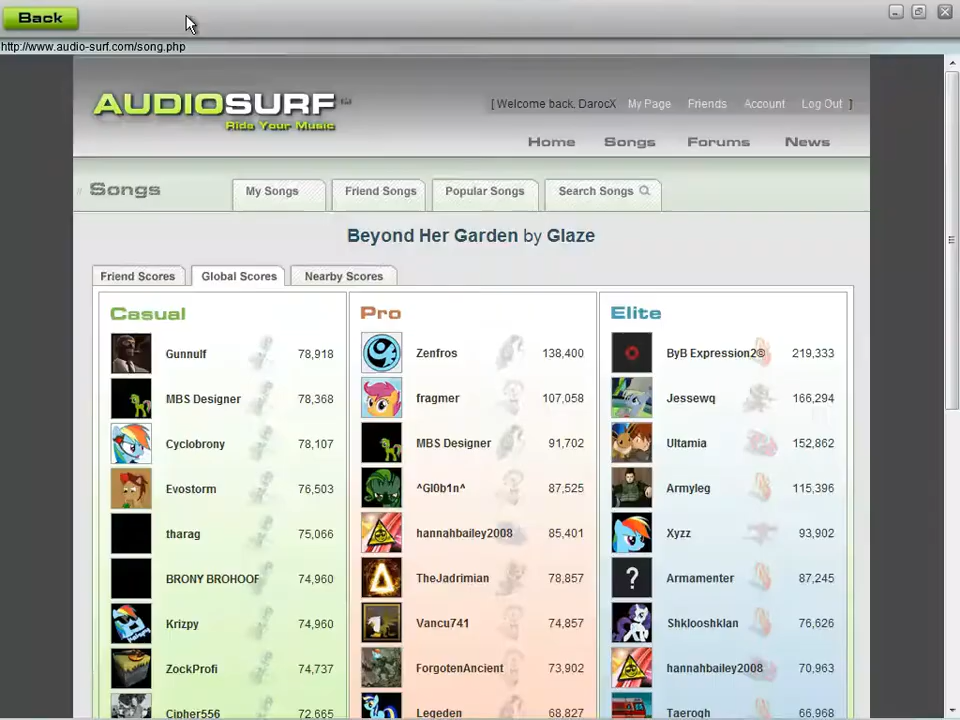 Back
http://www.audio-surf.com/song.php
AUDIOSURF™
Ride Your Music
[ Welcome back, DarocX My Page Friends Account Log Out ]
Home Songs Forums News
Songs
My Songs Friend Songs Popular Songs Search Songs
Beyond Her Garden by Glaze
Friend Scores Global Scores Nearby Scores
Casual Pro Elite
Gunnulf 78,918 Zenfros 138,400 ByB Expression2® 219,333
MBS Designer 78,368 fragmer 107,058 Jessewq 166,294
Cyclobrony 78,107 MBS Designer 91,702 Ultamia 152,862
Evostorm 76,503 ^Gl0b1n^ 87,525 Armyleg 115,396
tharag 75,066 hannahbailey2008 85,401 Xyzz 93,902
BRONY BROHOOF 74,960 TheJadrimian 78,857 Armamenter 87,245
Krizpy 74,960 Vancu741 74,857 Shklooshklan 76,626
ZockProfi 74,737 ForgotenAncient 73,902 hannahbailey2008 70,963
Cipher556 72,665 Legeden 68,827 Taerogh 66,968